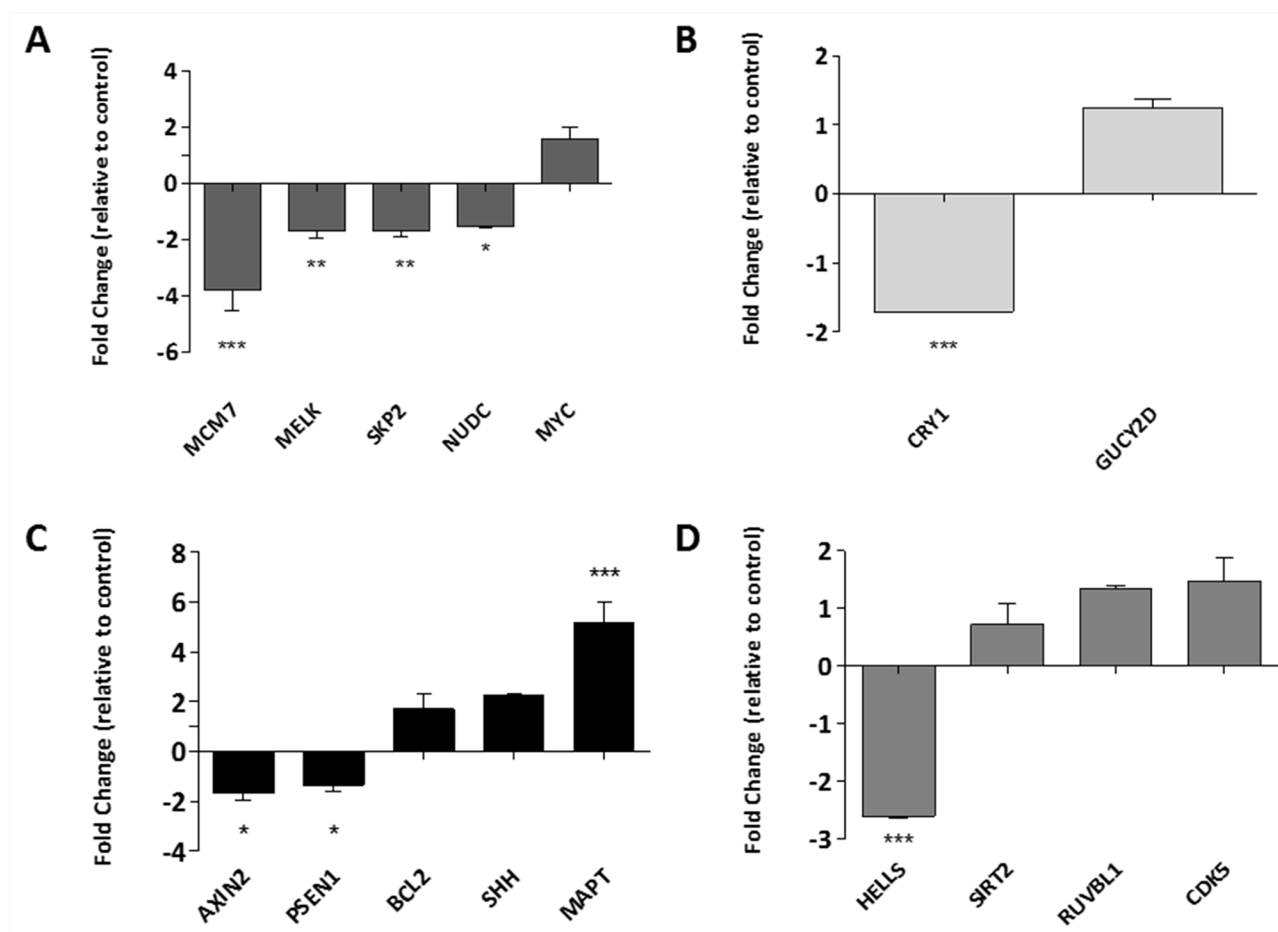 A
Fold Change (relative to control)
4
2
0
-2
-4
-6
***
**
**
*
MCM7
MELK
SKP2
NUDC
MYC
B
Fold Change (relative to control)
2
1
0
-1
-2
***
CRY1
GUCY2D
C
Fold Change (relative to control)
8
6
4
2
0
-2
-4
*
*
***
AXIN2
PSEN1
BCL2
SHH
MAPT
D
Fold Change (relative to control)
2
1
0
-1
-2
-3
***
HELLS
SIRT2
RUVBL1
CDK5